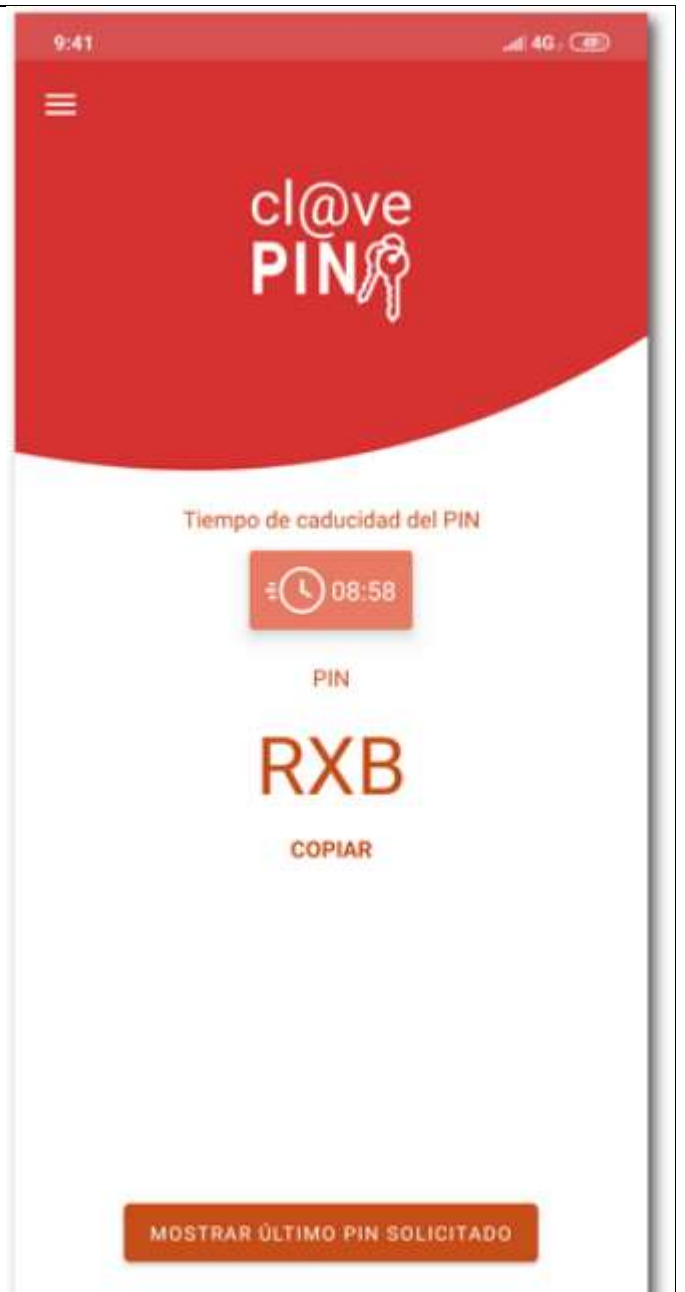 9:41
4G
cl@ve
PIN
Tiempo de caducidad del PIN
08:58
PIN
RXB
COPIAR
MOSTRAR ÚLTIMO PIN SOLICITADO